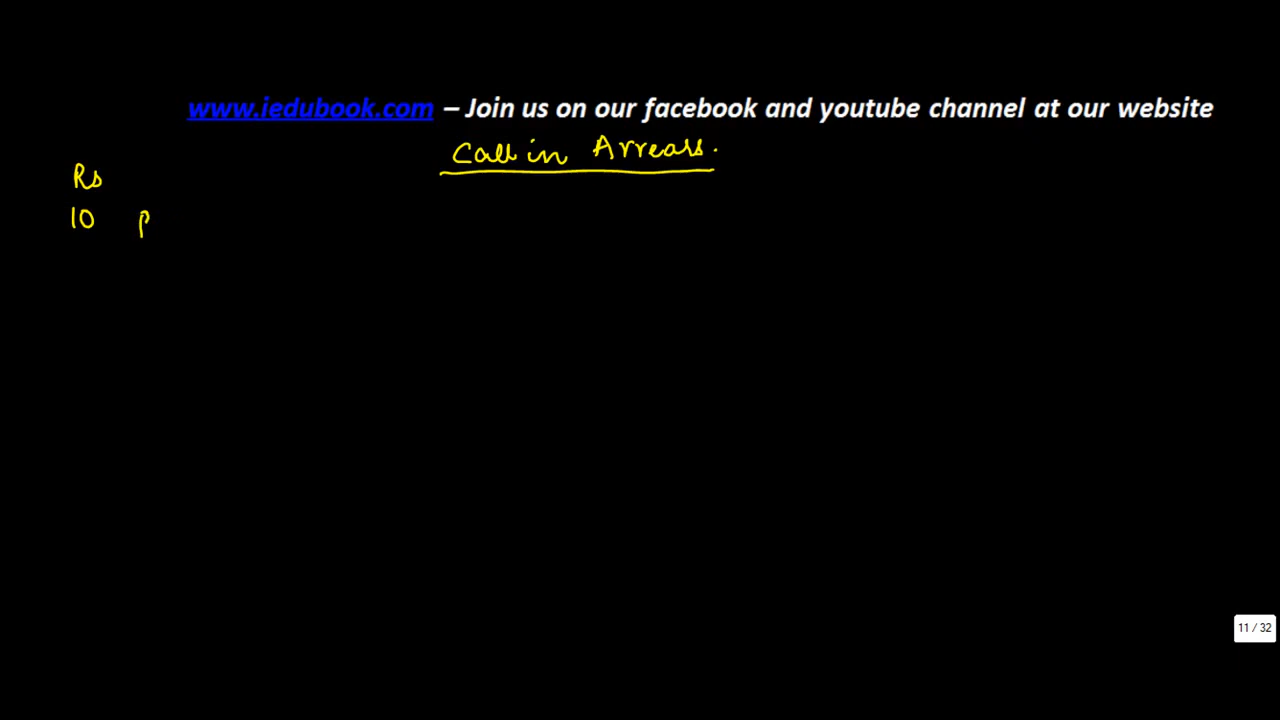 www.iedubook.com – Join us on our facebook and youtube channel at our website
Call in Arrears.
Rs
10 p
11 / 32